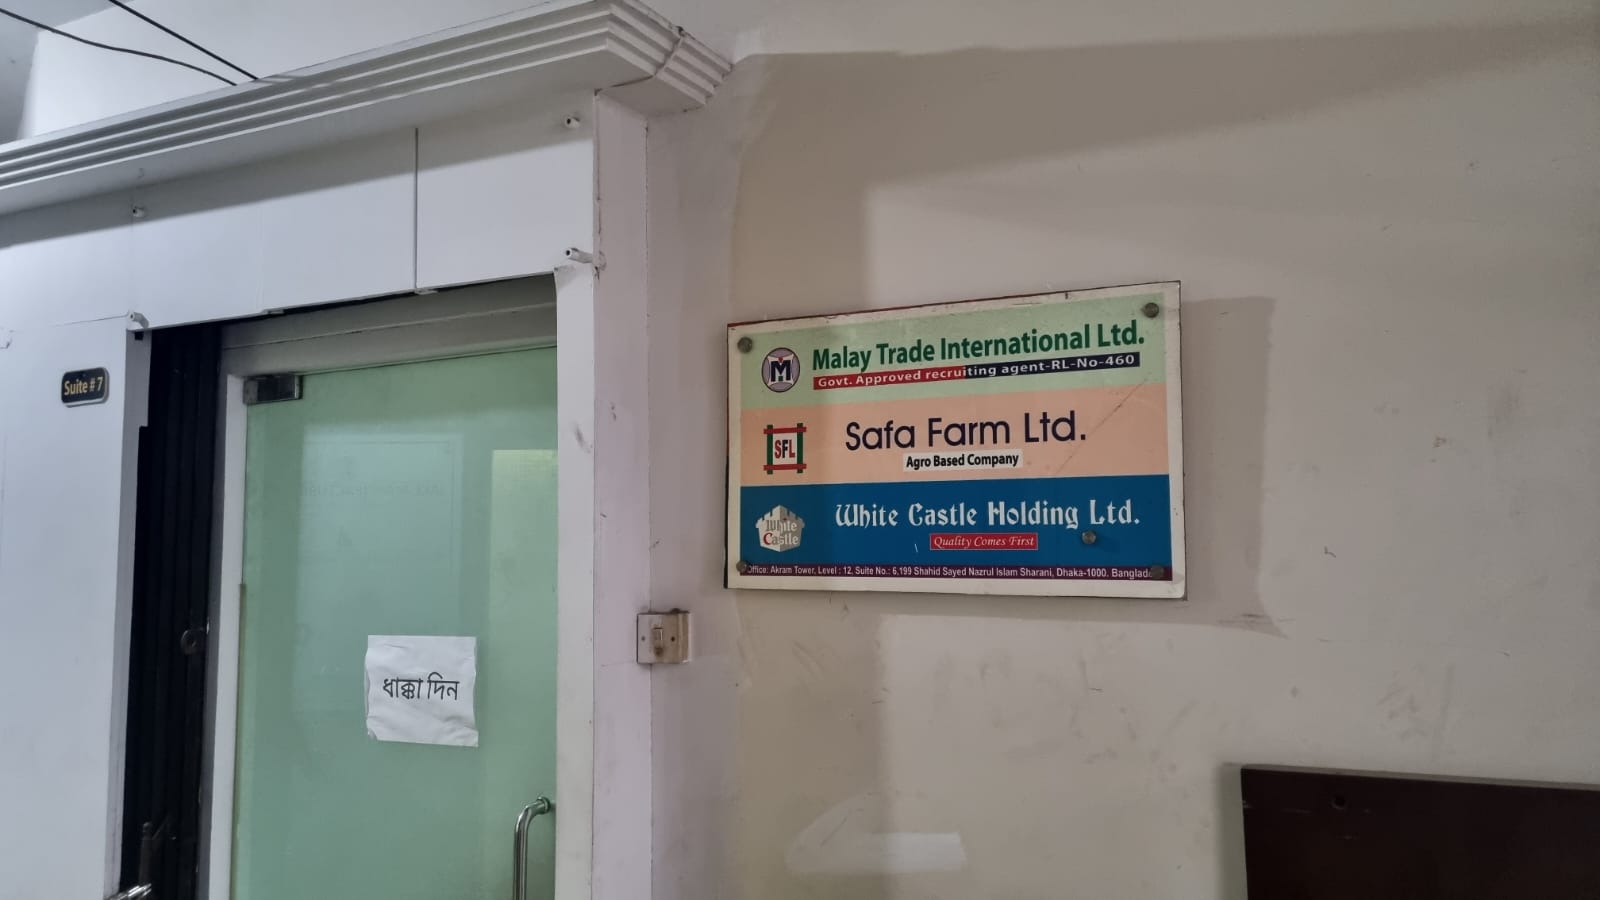 Suite # 7
ধাক্কা দিন
M
Malay Trade International Ltd.
Govt. Approved recruiting agent-RL-No-460
SFL
Safa Farm Ltd.
Agro Based Company
White
Castle
White Castle Holding Ltd.
Quality Comes First
Office: Akram Tower, Level : 12, Suite No.: 6,199 Shahid Sayed Nazrul Islam Sharani, Dhaka-1000. Banglade